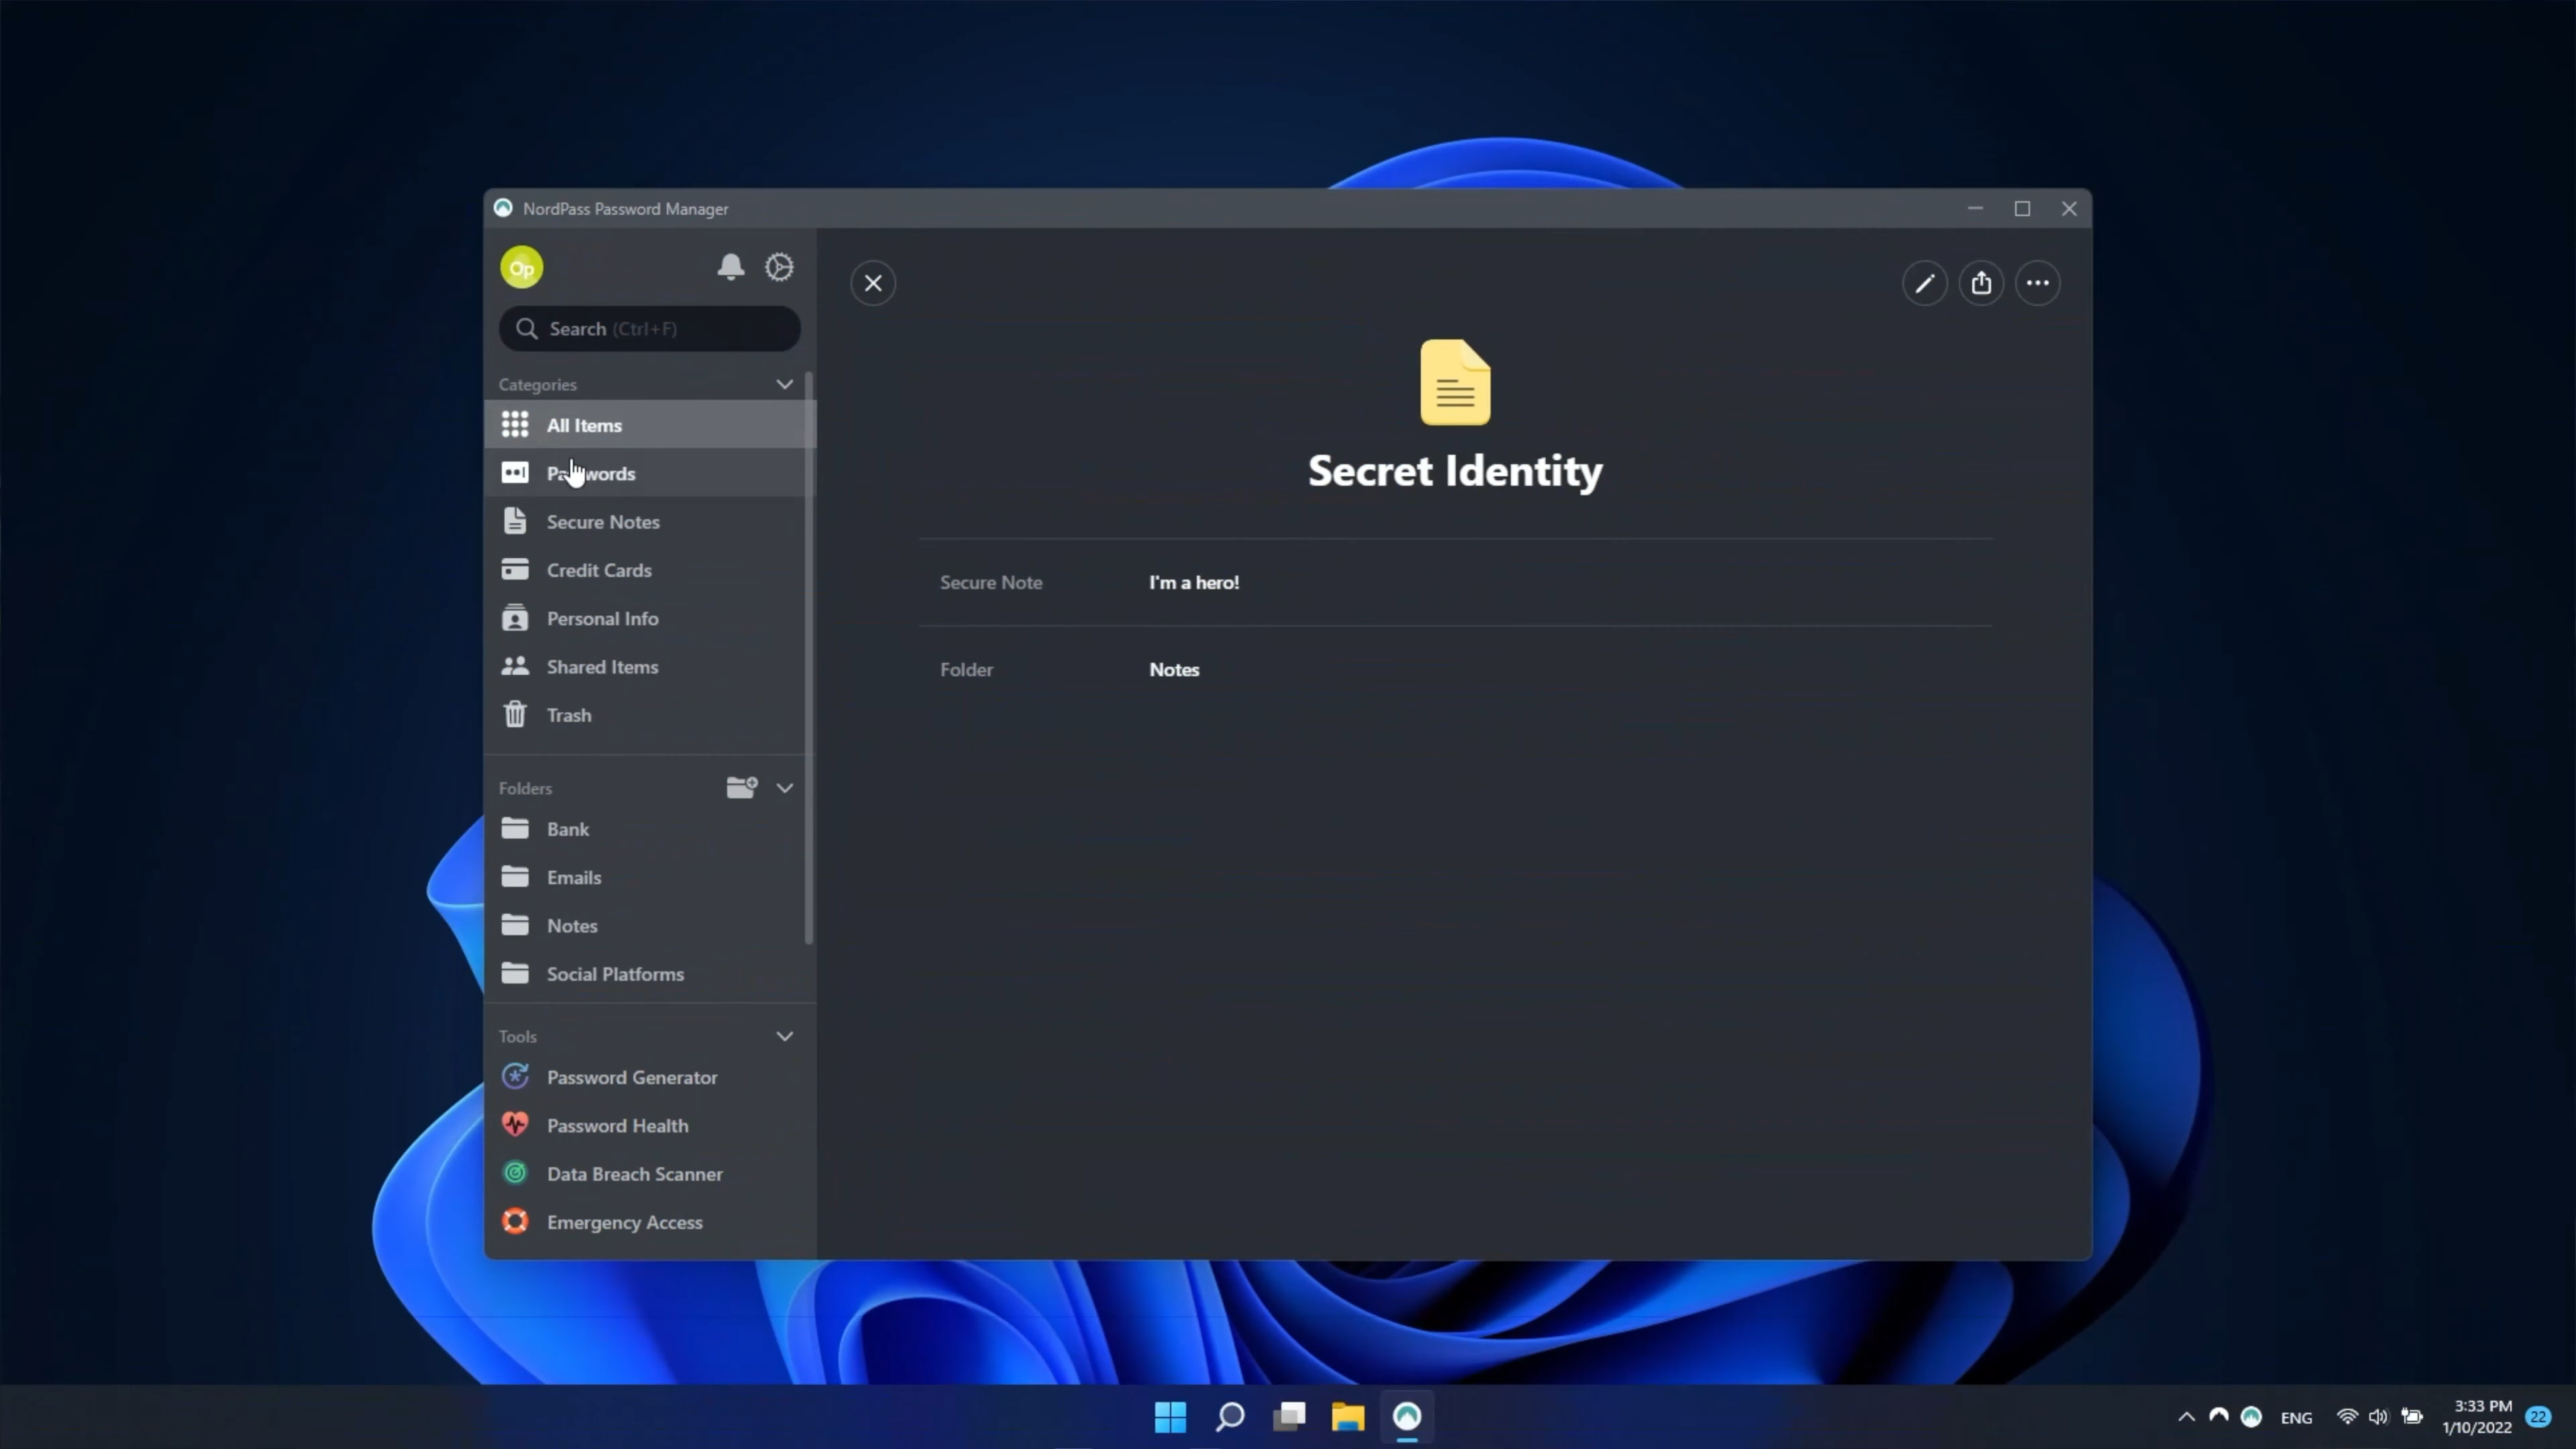 NordPass Password Manager
Op
Search (Ctrl+F)
Categories
All Items
Passwords
Secure Notes
Credit Cards
Personal Info
Shared Items
Trash
Folders
Bank
Emails
Notes
Social Platforms
Tools
Password Generator
Password Health
Data Breach Scanner
Emergency Access
Secret Identity
Secure Note I'm a hero!
Folder Notes
ENG
3:33 PM
1/10/2022
22